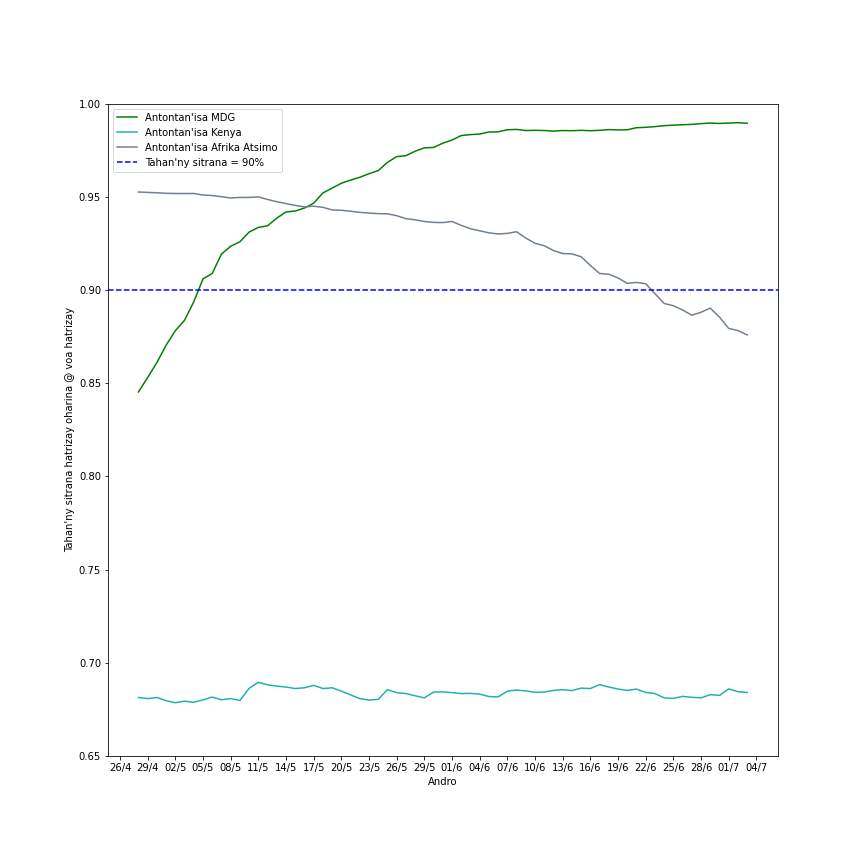 1.00
0.95
0.90
0.85
0.80
0.75
0.70
0.65
Antontan'isa MDG
Antontan'isa Kenya
Antontan'isa Afrika Atsimo
Tahan'ny sitrana = 90%
Tahan'ny sitrana hatrizay oharina @ voa hatrizay
26/4 29/4 02/5 05/5 08/5 11/5 14/5 17/5 20/5 23/5 26/5 29/5 01/6 04/6 07/6 10/6 13/6 16/6 19/6 22/6 25/6 28/6 01/7 04/7
Andro